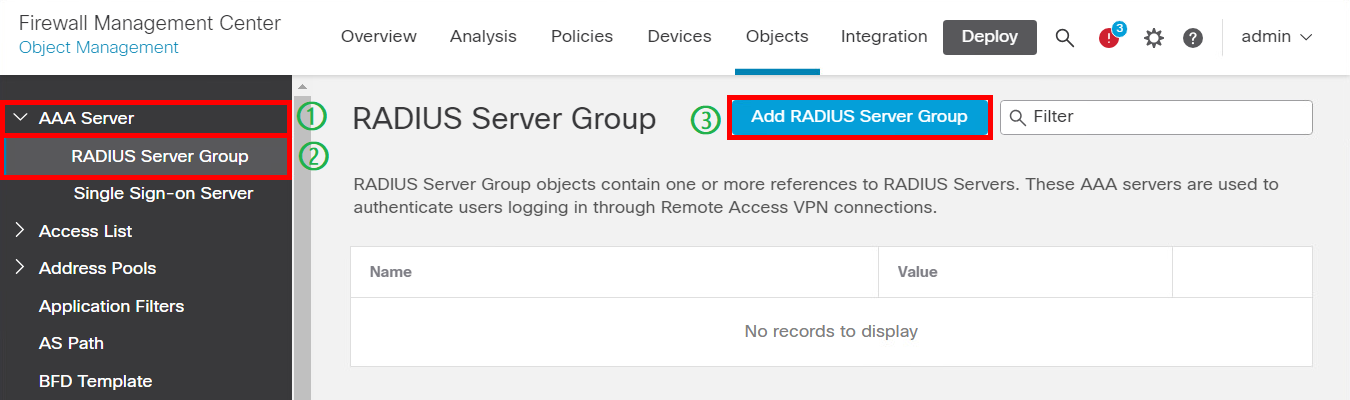 Firewall Management Center
Object Management
Overview Analysis Policies Devices Objects Integration Deploy 3 admin
AAA Server
①
RADIUS Server Group
②
Single Sign-on Server
Access List
Address Pools
Application Filters
AS Path
BFD Template
RADIUS Server Group
③
Add RADIUS Server Group
Filter
RADIUS Server Group objects contain one or more references to RADIUS Servers. These AAA servers are used to
authenticate users logging in through Remote Access VPN connections.
Name Value
No records to display